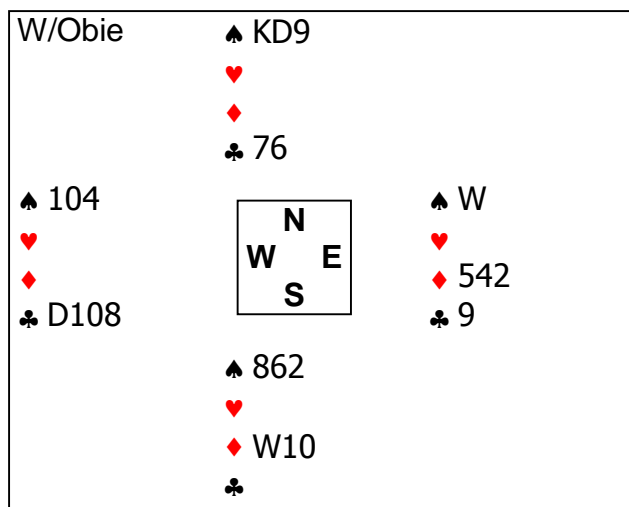 W/Obie
♠ KD9
♥
♦
♣ 76
♠ 104
♥
♦
♣ D108
N
W E
S
♠ W
♥
♦ 542
♣ 9
♠ 862
♥
♦ W10
♣